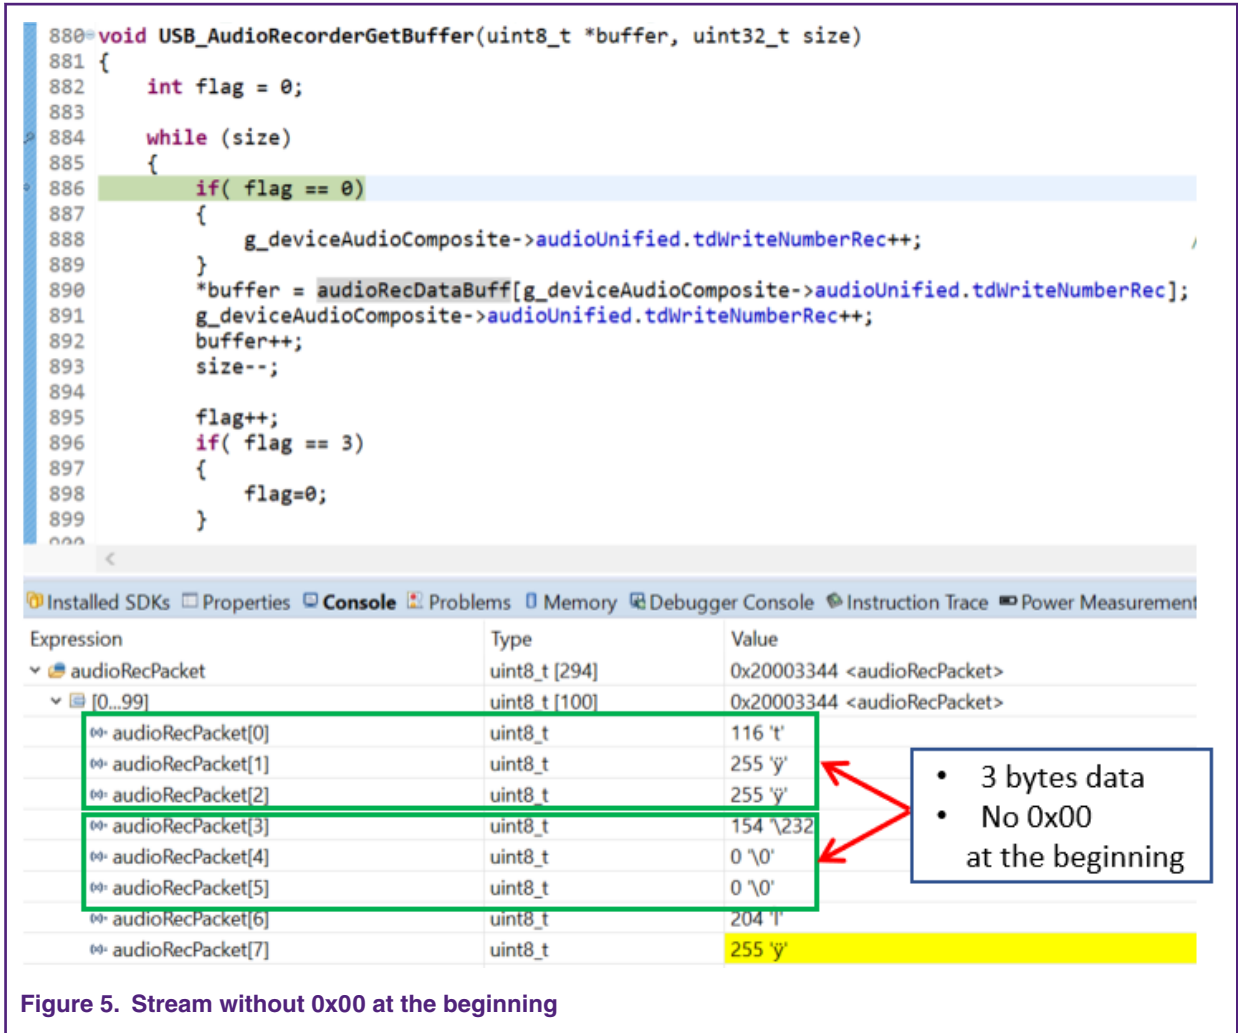 880 void USB_AudioRecorderGetBuffer(uint8_t *buffer, uint32_t size)
881 {
882     int flag = 0;
883
884     while (size)
885     {
886         if( flag == 0)
887         {
888             g_deviceAudioComposite->audioUnified.tdWriteNumberRec++; /
889         }
890         *buffer = audioRecDataBuff[g_deviceAudioComposite->audioUnified.tdWriteNumberRec];
891         g_deviceAudioComposite->audioUnified.tdWriteNumberRec++;
892         buffer++;
893         size--;
894
895         flag++;
896         if( flag == 3)
897         {
898             flag=0;
899         }
Installed SDKs Properties Console Problems Memory Debugger Console Instruction Trace Power Measurement
Expression Type Value
audioRecPacket uint8_t [294] 0x20003344 <audioRecPacket>
[0...99] uint8_t [100] 0x20003344 <audioRecPacket>
audioRecPacket[0] uint8_t 116 't'
audioRecPacket[1] uint8_t 255 'ÿ'
audioRecPacket[2] uint8_t 255 'ÿ'
audioRecPacket[3] uint8_t 154 '\232
audioRecPacket[4] uint8_t 0 '\0'
audioRecPacket[5] uint8_t 0 '\0'
audioRecPacket[6] uint8_t 204 'Ì'
audioRecPacket[7] uint8_t 255 'ÿ'
• 3 bytes data
• No 0x00
at the beginning
Figure 5. Stream without 0x00 at the beginning